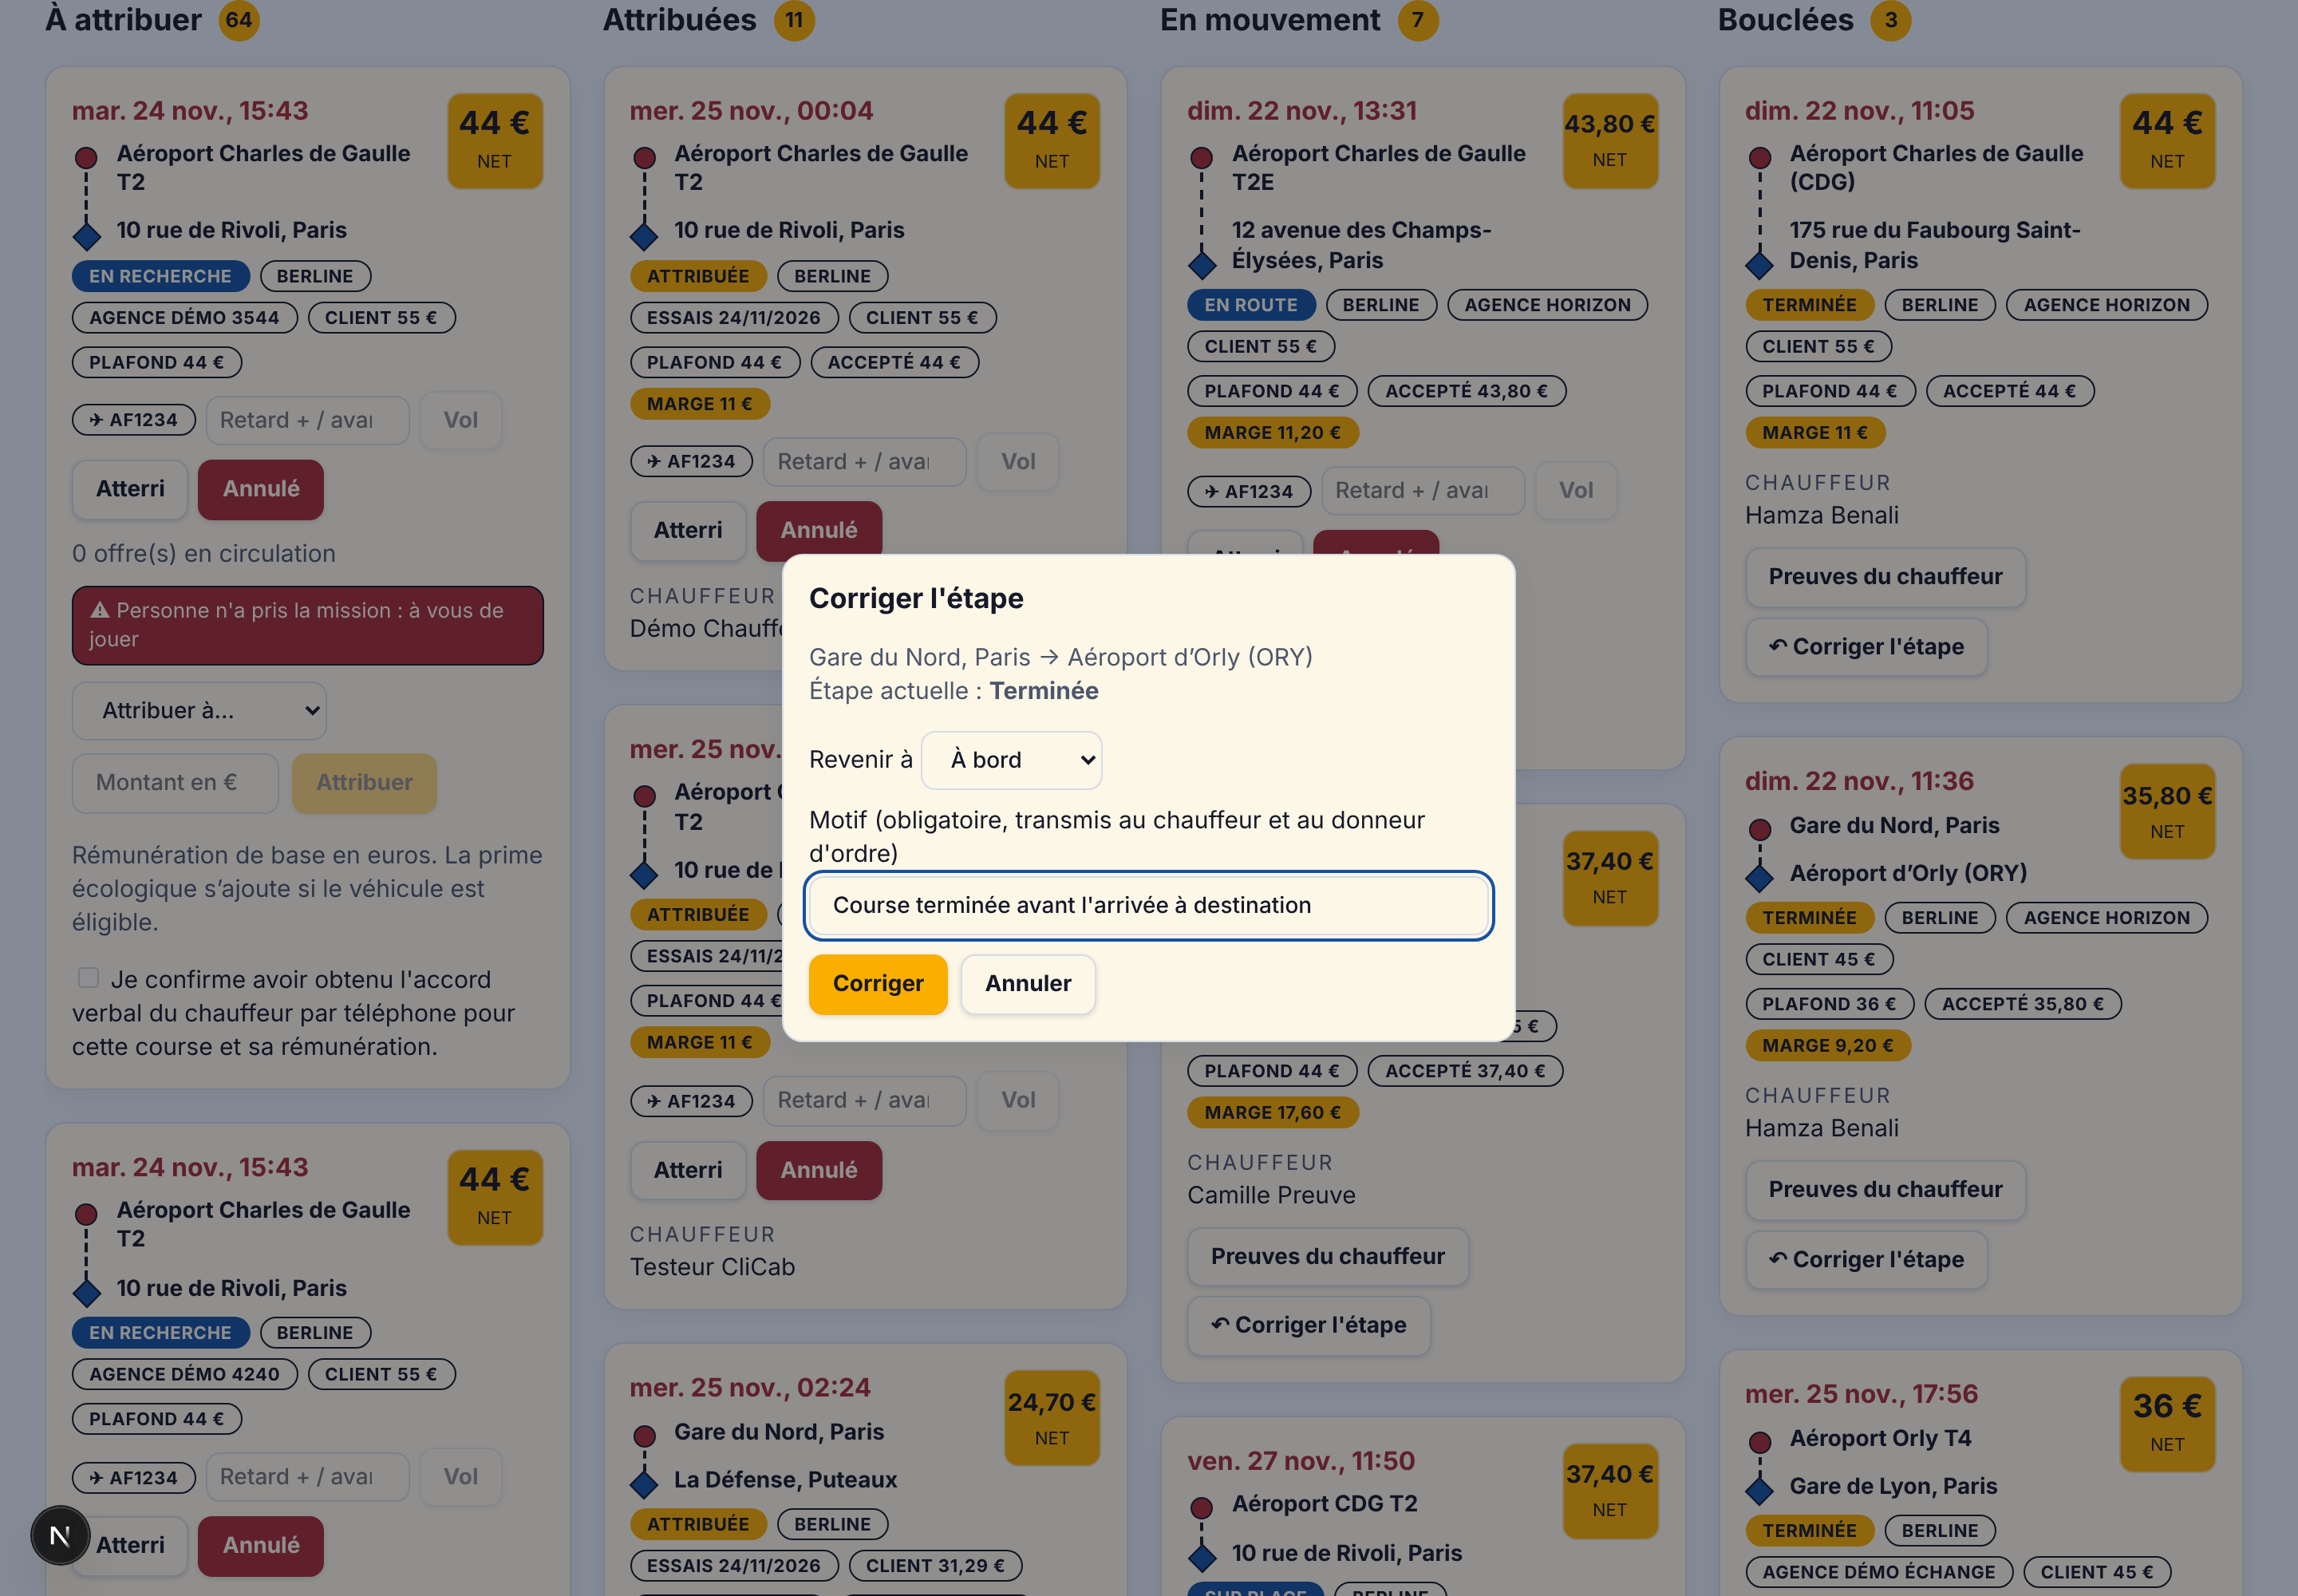 À attribuer 64
mar. 24 nov., 15:43
44 €
NET
Aéroport Charles de Gaulle
T2
10 rue de Rivoli, Paris
EN RECHERCHE BERLINE
AGENCE DÉMO 3544 CLIENT 55 €
PLAFOND 44 €
✈ AF1234 Retard + / avai Vol
Atterri Annulé
0 offre(s) en circulation
⚠ Personne n'a pris la mission : à vous de
jouer
Attribuer à...
Montant en € Attribuer
Rémunération de base en euros. La prime
écologique s’ajoute si le véhicule est
éligible.
Je confirme avoir obtenu l'accord
verbal du chauffeur par téléphone pour
cette course et sa rémunération.
mar. 24 nov., 15:43
44 €
NET
Aéroport Charles de Gaulle
T2
10 rue de Rivoli, Paris
EN RECHERCHE BERLINE
AGENCE DÉMO 4240 CLIENT 55 €
PLAFOND 44 €
✈ AF1234 Retard + / avai Vol
N
Atterri Annulé
Attribuées 11
mer. 25 nov., 00:04
44 €
NET
Aéroport Charles de Gaulle
T2
10 rue de Rivoli, Paris
ATTRIBUÉE BERLINE
ESSAIS 24/11/2026 CLIENT 55 €
PLAFOND 44 € ACCEPTÉ 44 €
MARGE 11 €
✈ AF1234 Retard + / avai Vol
Atterri Annulé
CHAUFFEUR
Démo Chauffe
mer. 25 nov.
Aéroport C
T2
10 rue de
ATTRIBUÉE
ESSAIS 24/11/2
PLAFOND 44 €
MARGE 11 €
✈ AF1234 Retard + / avai Vol
Atterri Annulé
CHAUFFEUR
Testeur CliCab
mer. 25 nov., 02:24
24,70 €
NET
Gare du Nord, Paris
La Défense, Puteaux
ATTRIBUÉE BERLINE
ESSAIS 24/11/2026 CLIENT 31,29 €
En mouvement 7
dim. 22 nov., 13:31
43,80 €
NET
Aéroport Charles de Gaulle
T2E
12 avenue des Champs-
Élysées, Paris
EN ROUTE BERLINE AGENCE HORIZON
CLIENT 55 €
PLAFOND 44 € ACCEPTÉ 43,80 €
MARGE 11,20 €
✈ AF1234 Retard + / avai Vol
Atterri Annulé
37,40 €
NET
5 €
PLAFOND 44 € ACCEPTÉ 37,40 €
MARGE 17,60 €
CHAUFFEUR
Camille Preuve
Preuves du chauffeur
↶ Corriger l'étape
ven. 27 nov., 11:50
37,40 €
NET
Aéroport CDG T2
10 rue de Rivoli, Paris
SUR PLACE BERLINE
Bouclées 3
dim. 22 nov., 11:05
44 €
NET
Aéroport Charles de Gaulle
(CDG)
175 rue du Faubourg Saint-
Denis, Paris
TERMINÉE BERLINE AGENCE HORIZON
CLIENT 55 €
PLAFOND 44 € ACCEPTÉ 44 €
MARGE 11 €
CHAUFFEUR
Hamza Benali
Preuves du chauffeur
↶ Corriger l'étape
dim. 22 nov., 11:36
35,80 €
NET
Gare du Nord, Paris
Aéroport d’Orly (ORY)
TERMINÉE BERLINE AGENCE HORIZON
CLIENT 45 €
PLAFOND 36 € ACCEPTÉ 35,80 €
MARGE 9,20 €
CHAUFFEUR
Hamza Benali
Preuves du chauffeur
↶ Corriger l'étape
mer. 25 nov., 17:56
36 €
NET
Aéroport Orly T4
Gare de Lyon, Paris
TERMINÉE BERLINE
AGENCE DÉMO ÉCHANGE CLIENT 45 €
Corriger l'étape
Gare du Nord, Paris → Aéroport d’Orly (ORY)
Étape actuelle : Terminée
Revenir à À bord
Motif (obligatoire, transmis au chauffeur et au donneur
d'ordre)
Course terminée avant l'arrivée à destination
Corriger Annuler